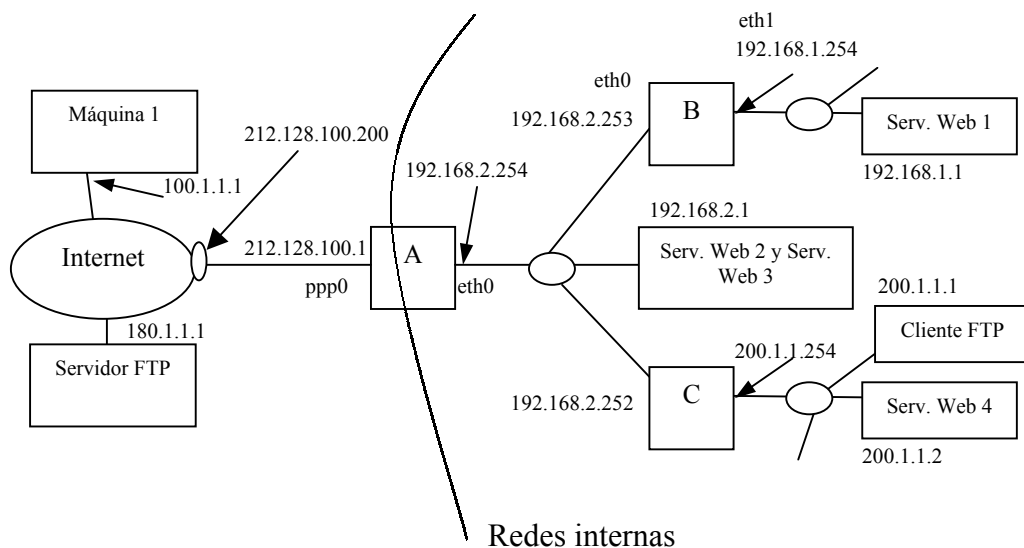 eth1
192.168.1.254
eth0
B
Máquina 1
212.128.100.200
192.168.2.253
Serv. Web 1
192.168.2.254
100.1.1.1
192.168.1.1
192.168.2.1
Internet
212.128.100.1
A
Serv. Web 2 y Serv.
Web 3
ppp0
eth0
200.1.1.1
180.1.1.1
Cliente FTP
200.1.1.254
Servidor FTP
C
192.168.2.252
Serv. Web 4
200.1.1.2
Redes internas